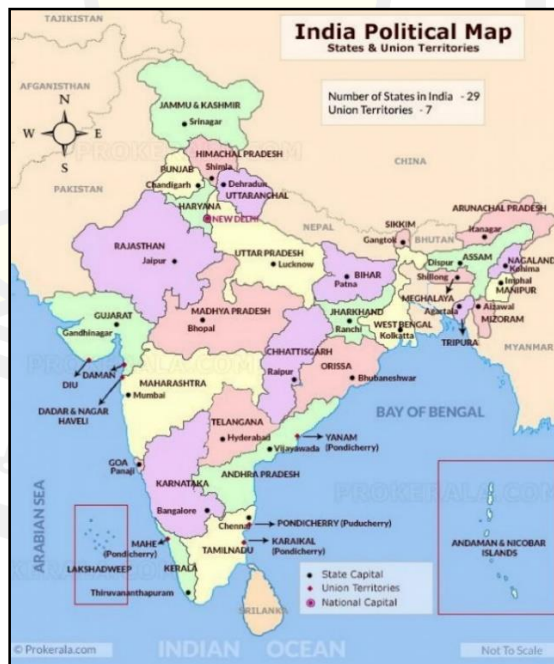 India Political Map
States & Union Territories
Number of States in India - 29
Union Territories - 7
TAJIKISTAN
AFGANISTHAN
N
W
E
S
PAKISTAN
CHINA
NEPAL
BHUTAN
MYANMAR
JAMMU & KASHMIR
Srinagar
HIMACHAL PRADESH
Shimla
PUNJAB
Chandigarh
Dehradun
UTTARANCHAL
HARYANA
NEW DELHI
RAJASTHAN
Jaipur
UTTAR PRADESH
Lucknow
BIHAR
Patna
SIKKIM
Gangtok
ARUNACHAL PRADESH
Itanagar
ASSAM
Dispur
NAGALAND
Kohima
Shillong
Imphal
MANIPUR
MEGHALAYA
Agartala
Aizawal
MIZORAM
TRIPURA
GUJARAT
Gandhinagar
MADHYA PRADESH
Bhopal
JHARKHAND
Ranchi
WEST BENGAL
Kolkatta
CHHATTISGARH
Raipur
ORISSA
Bhubaneshwar
DIU
DAMAN
DADAR & NAGAR
HAVELI
MAHARASHTRA
Mumbai
TELANGANA
Hyderabad
Vijayawada
YANAM
(Pondicherry)
BAY OF BENGAL
GOA
Panaji
KARNATAKA
Bangalore
ANDHRA PRADESH
Chennai
PONDICHERRY (Puducherry)
KARAIKAL
(Pondicherry)
TAMILNADU
MAHE
(Pondicherry)
KERALA
Thiruvananthapuram
LAKSHADWEEP
ARABIAN SEA
ANDAMAN & NICOBAR
ISLANDS
SRILANKA
State Capital
Union Territories
National Capital
INDIAN OCEAN
© Prokerala.com
Not To Scale
PROKERALA.COM